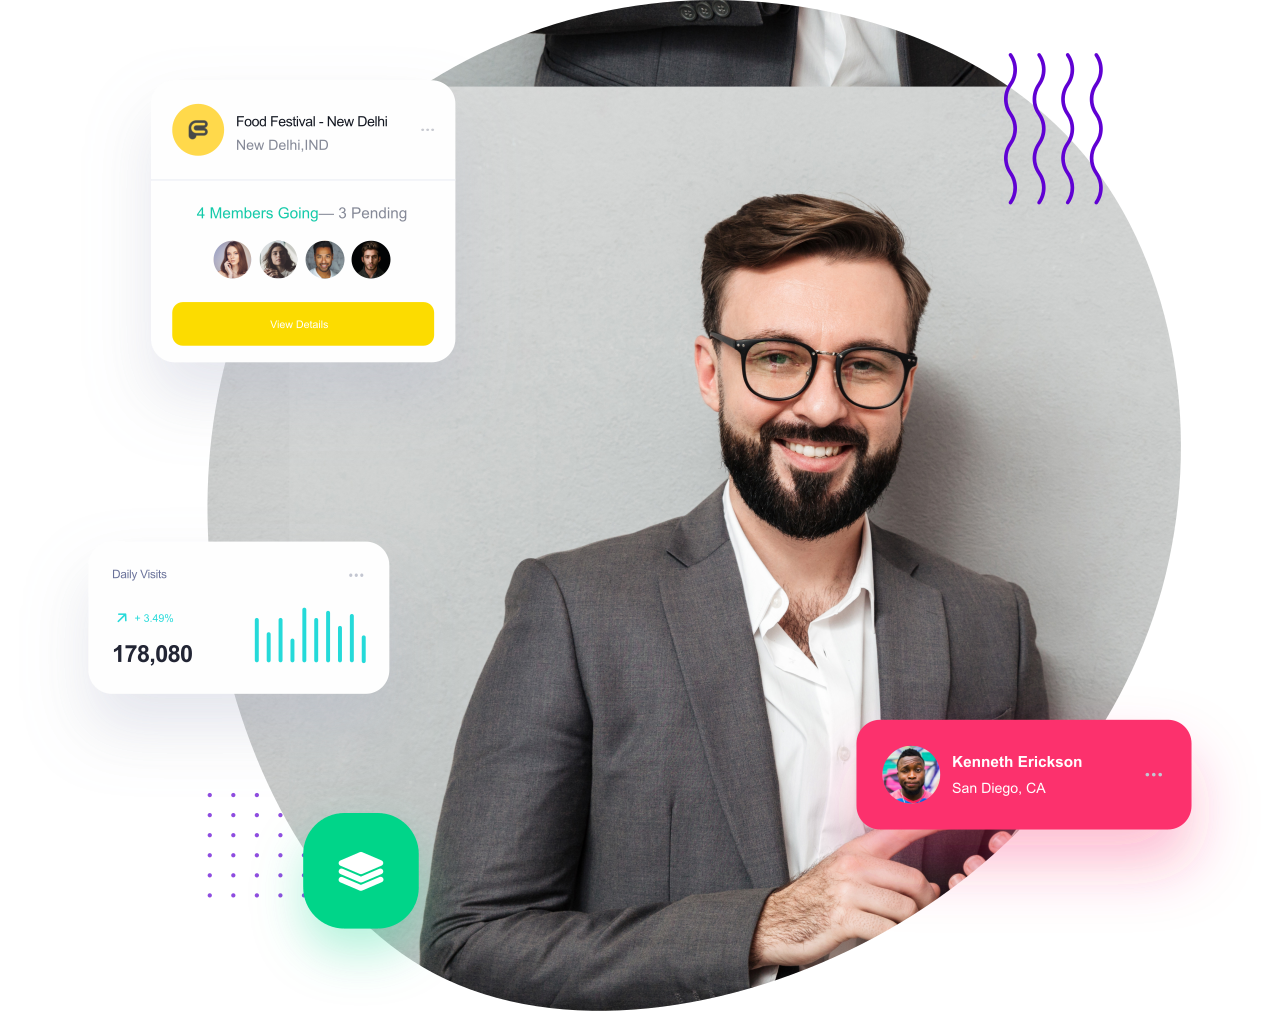 Food Festival - New Delhi
New Delhi,IND
4 Members Going— 3 Pending
View Details
Daily Visits
+ 3.49%
178,080
Kenneth Erickson
San Diego, CA